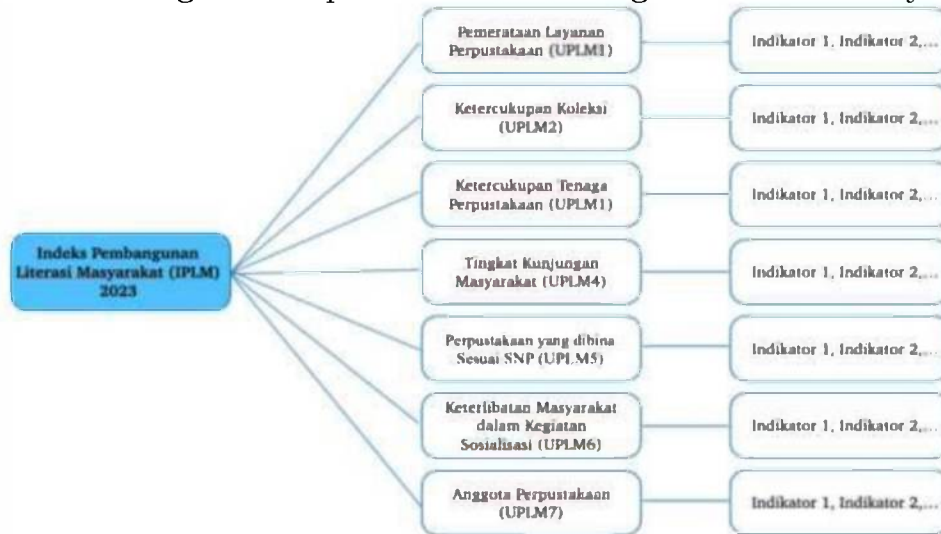 Pemerataan Layanan
Perpustakaan (UPLM1)
Indikator 1, Indikator 2,...
Ketercukupan Koleksi
(UPLM2)
Indikator 1, Indikator 2,...
Ketercukupan Tenaga
Perpustakaan (UPLM1)
Indikator 1, Indikator 2,...
Indeks Pembangunan
Literasi Masyarakat (IPLM)
2023
Tingkat Kunjungan
Masyarakat (UPLM4)
Indikator 1, Indikator 2,...
Perpustakaan yang dibina
Sesuai SNP (UPLM5)
Indikator 1, Indikator 2,...
Keterlibatan Masyarakat
dalam Kegiatan
Sosialisasi (UPLM6)
Indikator 1, Indikator 2,...
Anggota Perpustakaan
(UPLM7)
Indikator 1, Indikator 2,...